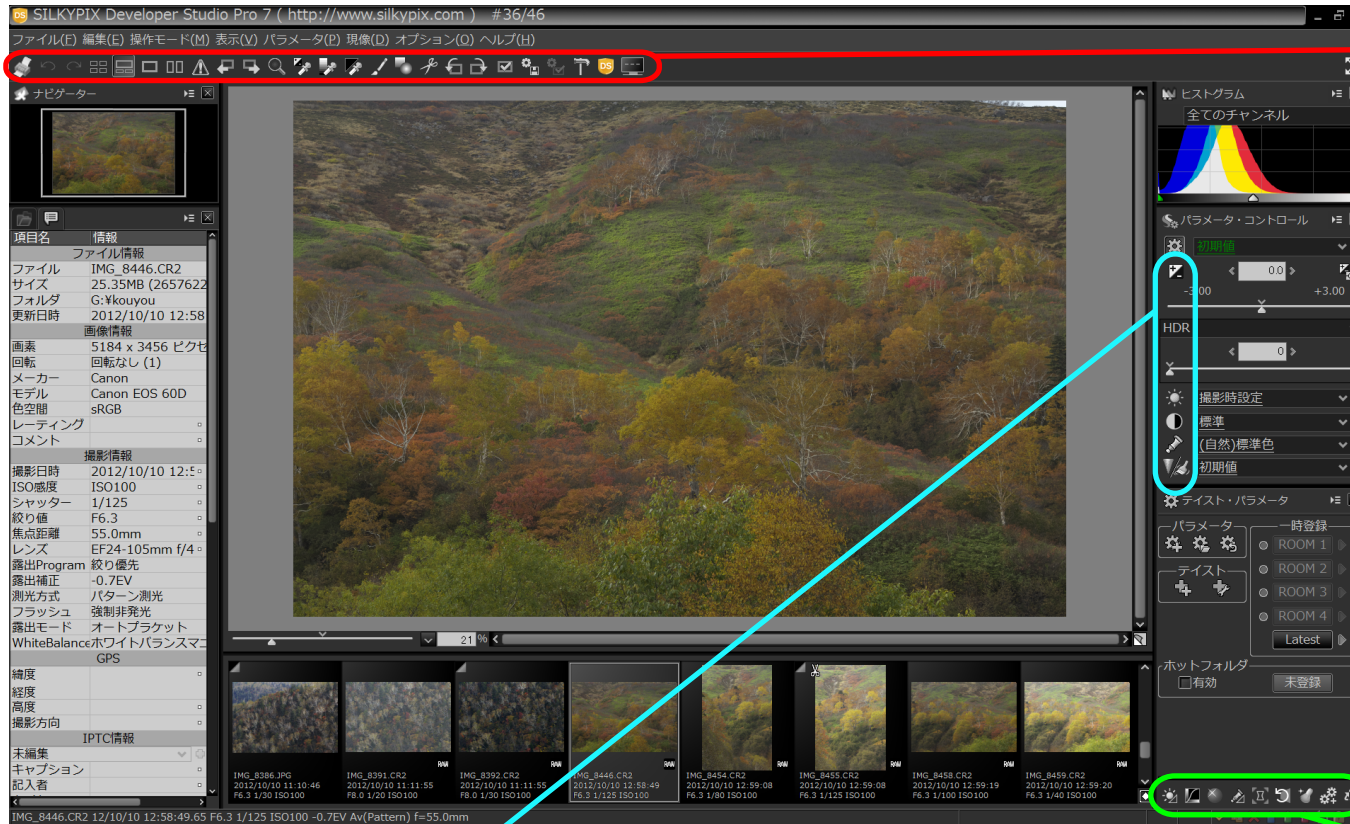 SILKYPIX Developer Studio Pro 7 ( http://www.silkypix.com ) #36/46
ファイル(F) 編集(E) 操作モード(M) 表示(V) パラメータ(P) 現像(D) オプション(O) ヘルプ(H)
DS
ナビゲーター
項目名 情報
ファイル情報
ファイル IMG_8446.CR2
サイズ 25.35MB (2657622
フォルダ G:¥kouyou
更新日時 2012/10/10 12:58
画像情報
画素 5184 x 3456 ピクセ
回転 回転なし (1)
メーカー Canon
モデル Canon EOS 60D
色空間 sRGB
レーティング
コメント
撮影情報
撮影日時 2012/10/10 12:5
ISO感度 ISO100
シャッター 1/125
絞り値 F6.3
焦点距離 55.0mm
レンズ EF24-105mm f/4
露出Program 絞り優先
露出補正 -0.7EV
測光方式 パターン測光
フラッシュ 強制非発光
露出モード オートブラケット
WhiteBalance ホワイトバランスマニ
GPS
緯度
経度
高度
撮影方向
IPTC情報
未編集
キャプション
記入者
21 %
IMG_8386.JPG
2012/10/10 11:10:46
F6.3 1/30 ISO100
RAW
IMG_8391.CR2
2012/10/10 11:11:55
F8.0 1/20 ISO100
RAW
IMG_8392.CR2
2012/10/10 11:11:55
F8.0 1/30 ISO100
RAW
IMG_8446.CR2
2012/10/10 12:58:49
F6.3 1/125 ISO100
RAW
IMG_8454.CR2
2012/10/10 12:59:08
F6.3 1/80 ISO100
RAW
IMG_8455.CR2
2012/10/10 12:59:08
F6.3 1/125 ISO100
RAW
IMG_8458.CR2
2012/10/10 12:59:19
F6.3 1/100 ISO100
RAW
IMG_8459.CR2
2012/10/10 12:59:20
F6.3 1/40 ISO100
ヒストグラム
全てのチャンネル
パラメータ・コントロール
初期値
0.0
-3.00 +3.00
HDR
0
撮影時設定
標準
(自然)標準色
初期値
テイスト・パラメータ
パラメータ
一時登録
ROOM 1
テイスト
ROOM 2
ROOM 3
ROOM 4
Latest
ホットフォルダ
有効 未登録
IMG_8446.CR2 12/10/10 12:58:49.65 F6.3 1/125 ISO100 -0.7EV Av(Pattern) f=55.0mm